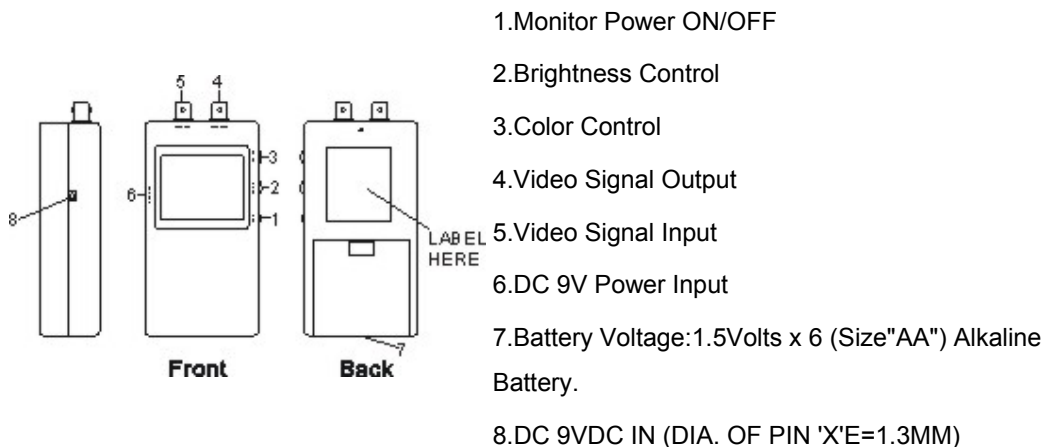 1.Monitor Power ON/OFF
2.Brightness Control
3.Color Control
4.Video Signal Output
5.Video Signal Input
6.DC 9V Power Input
7.Battery Voltage:1.5Volts x 6 (Size"AA") Alkaline
Battery.
8.DC 9VDC IN (DIA. OF PIN 'X'E=1.3MM)
5 4
3
2
1
6
8
LABEL
HERE
7
Front
Back